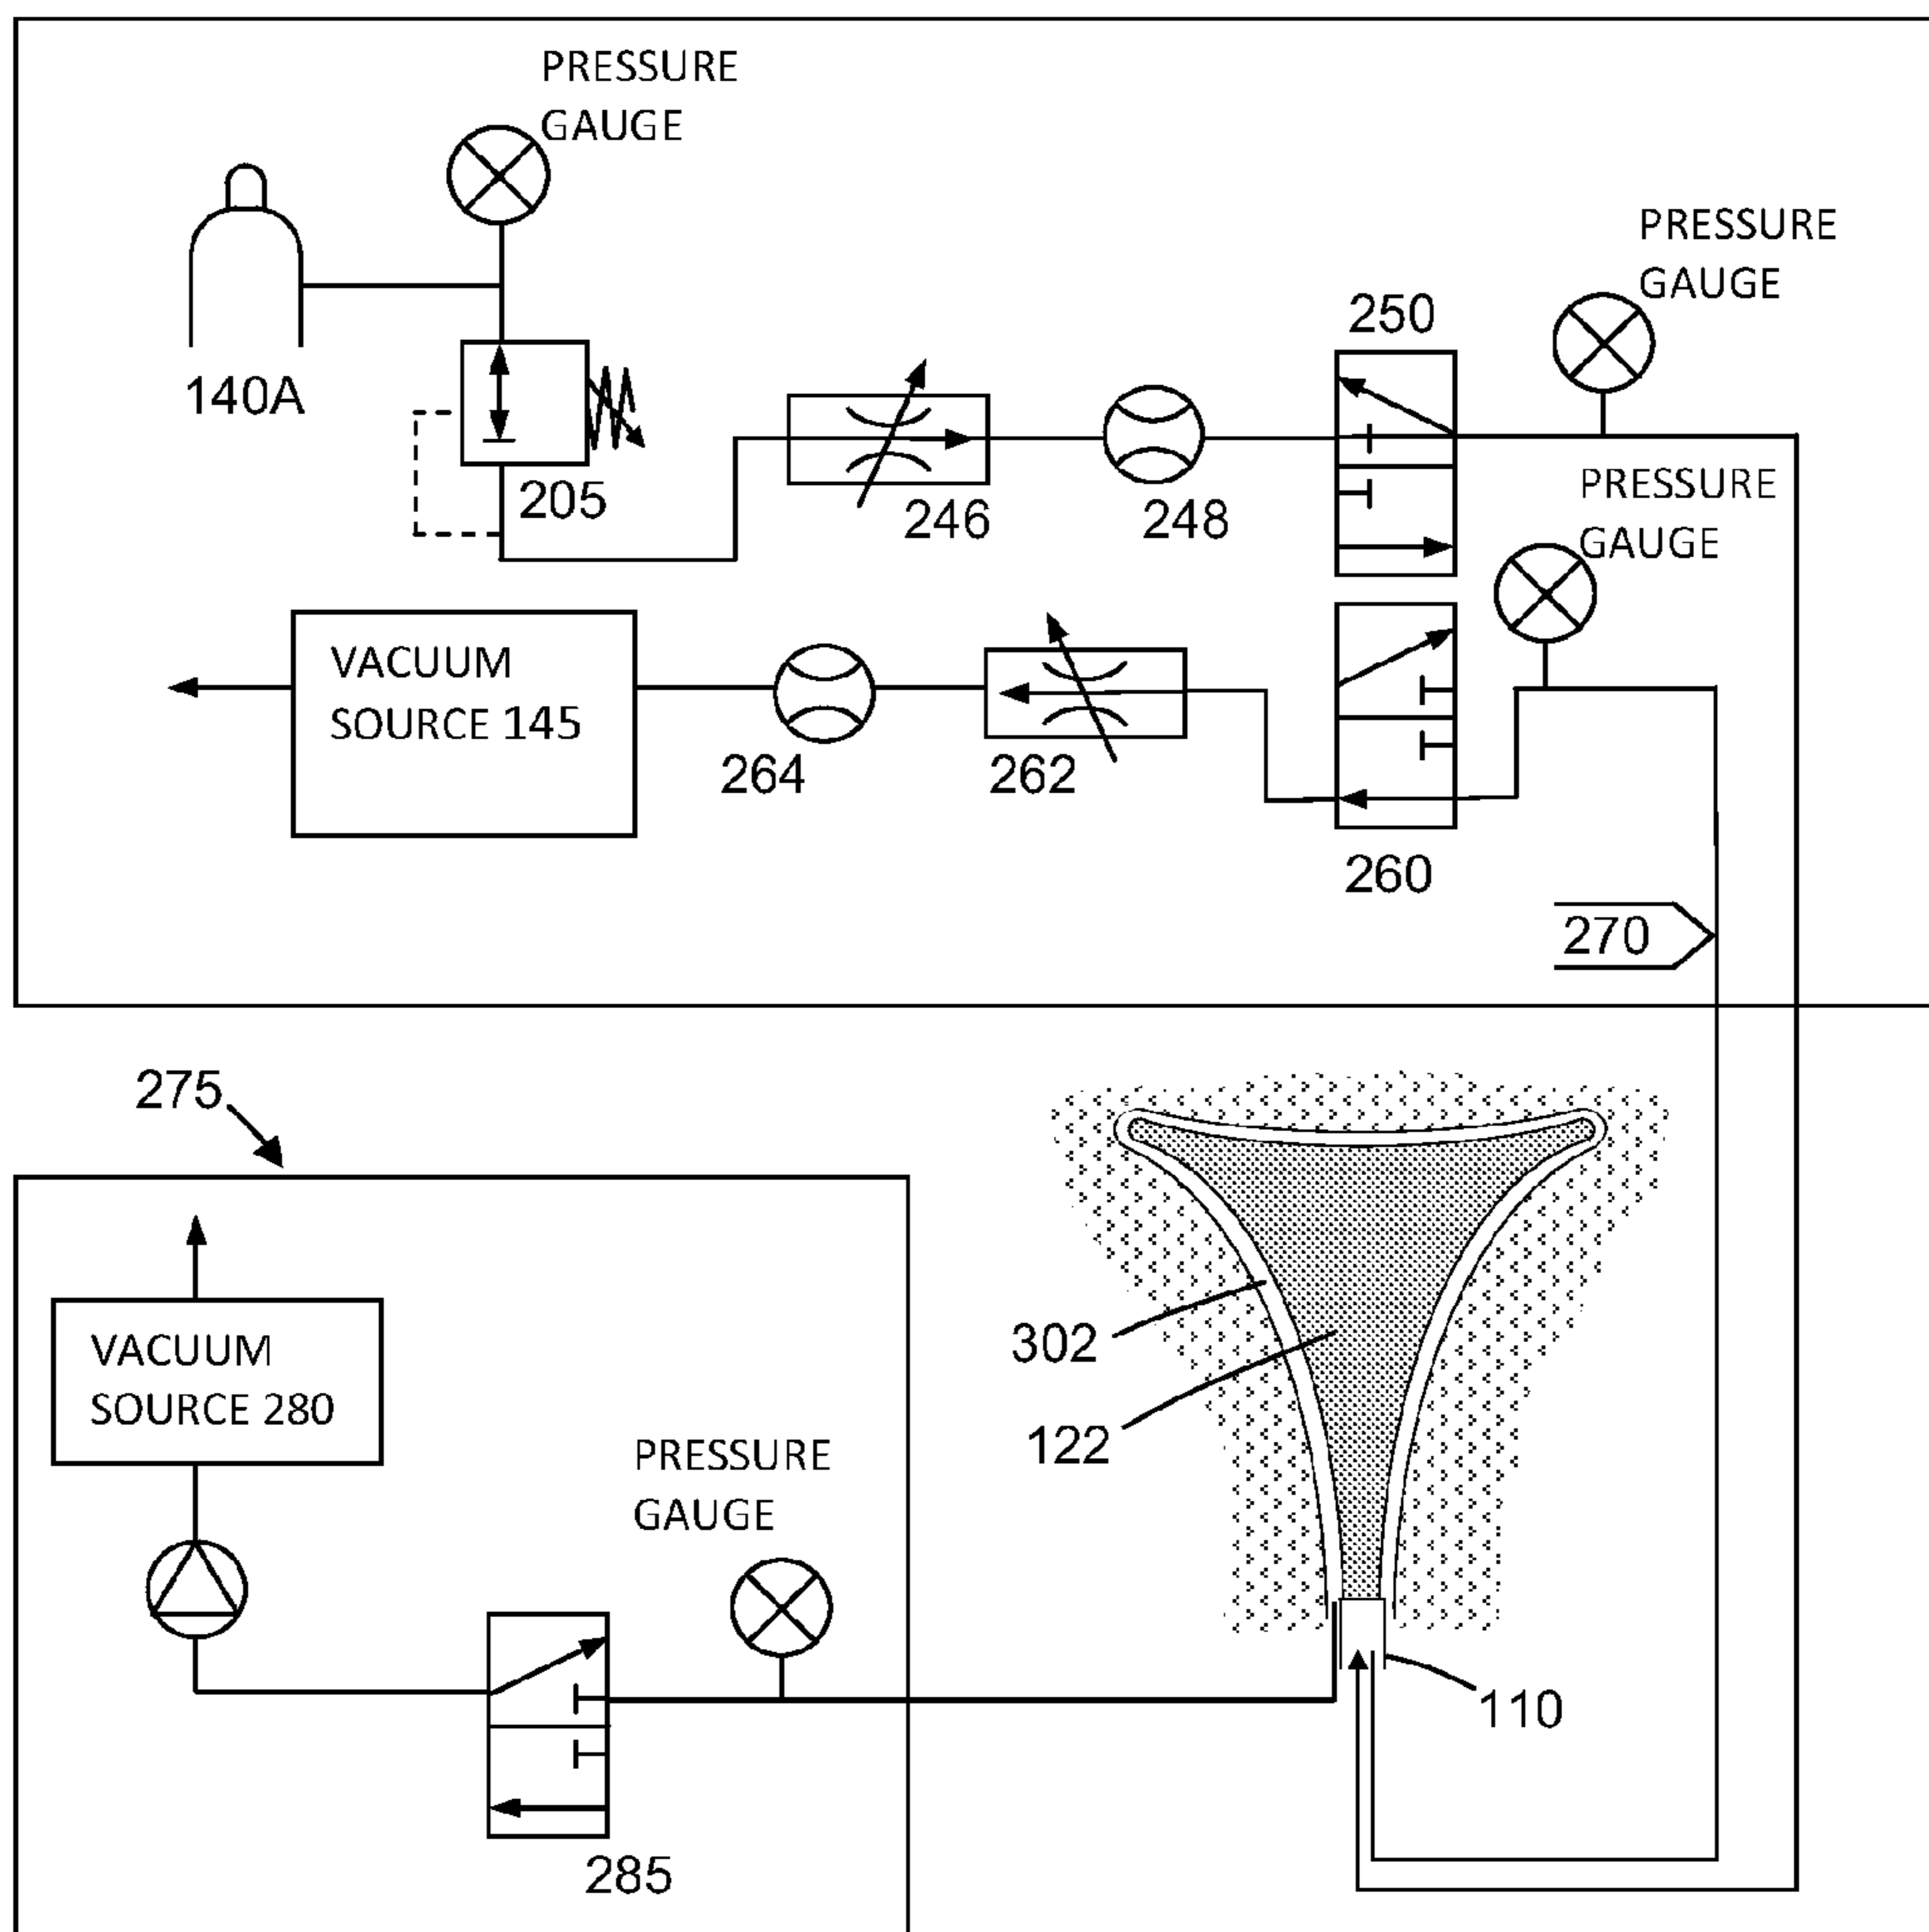 PRESSURE
GAUGE
PRESSURE
GAUGE
250
140A
205
246
248
PRESSURE
GAUGE
VACUUM
SOURCE 145
264
262
260
270
275
302
VACUUM
SOURCE 280
122
PRESSURE
GAUGE
110
285